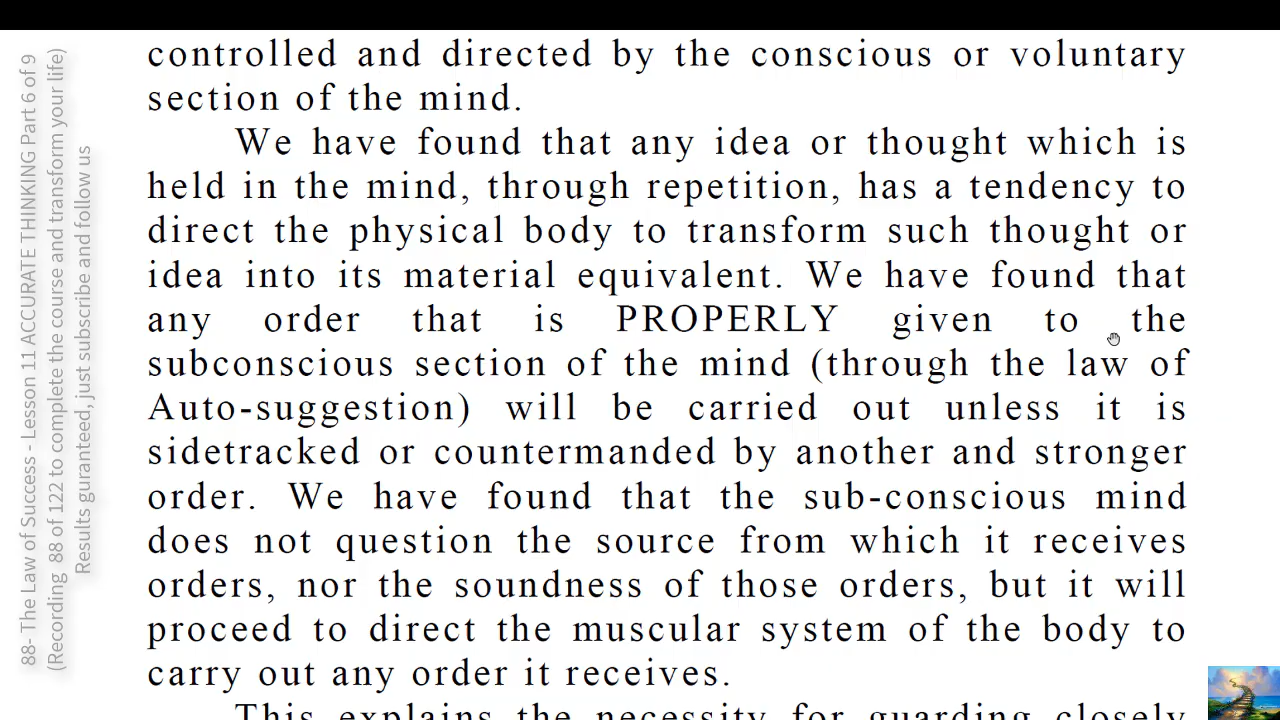 controlled and directed by the conscious or voluntary
section of the mind.
We have found that any idea or thought which is
held in the mind, through repetition, has a tendency to
direct the physical body to transform such thought or
idea into its material equivalent. We have found that
any order that is PROPERLY given to the
subconscious section of the mind (through the law of
Auto-suggestion) will be carried out unless it is
sidetracked or countermanded by another and stronger
order. We have found that the sub-conscious mind
does not question the source from which it receives
orders, nor the soundness of those orders, but it will
proceed to direct the muscular system of the body to
carry out any order it receives.
This explains the necessity for guarding closely
88- The Law of Success - Lesson 11 ACCURATE THINKING Part 6 of 9
(Recording 88 of 122 to complete the course and transform your life)
Results guranteed, just subscribe and follow us